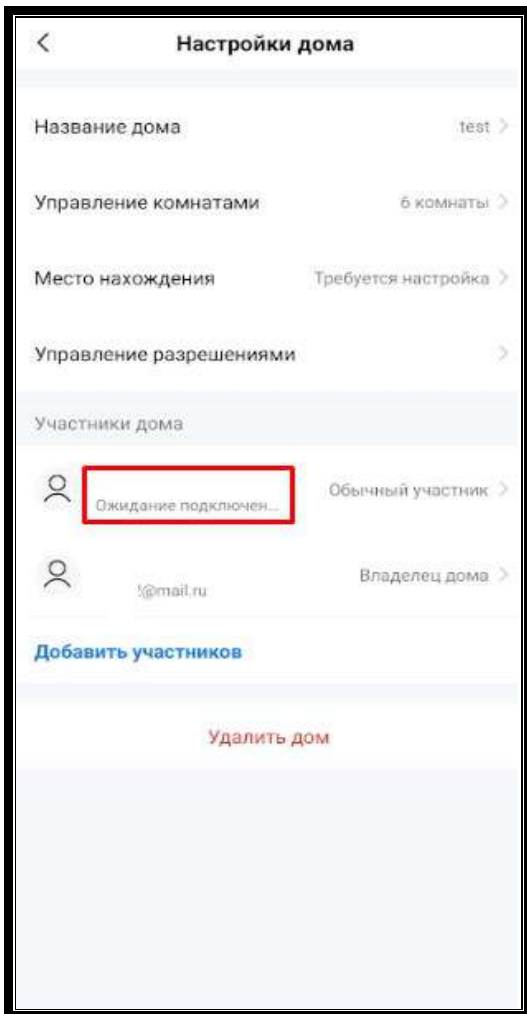 Настройки дома
Название дома test
Управление комнатами 6 комнаты
Место нахождения Требуется настройка
Управление разрешениями
Участники дома
Обычный участник
Ожидание подключен...
Владелец дома
@mail.ru
Добавить участников
Удалить дом